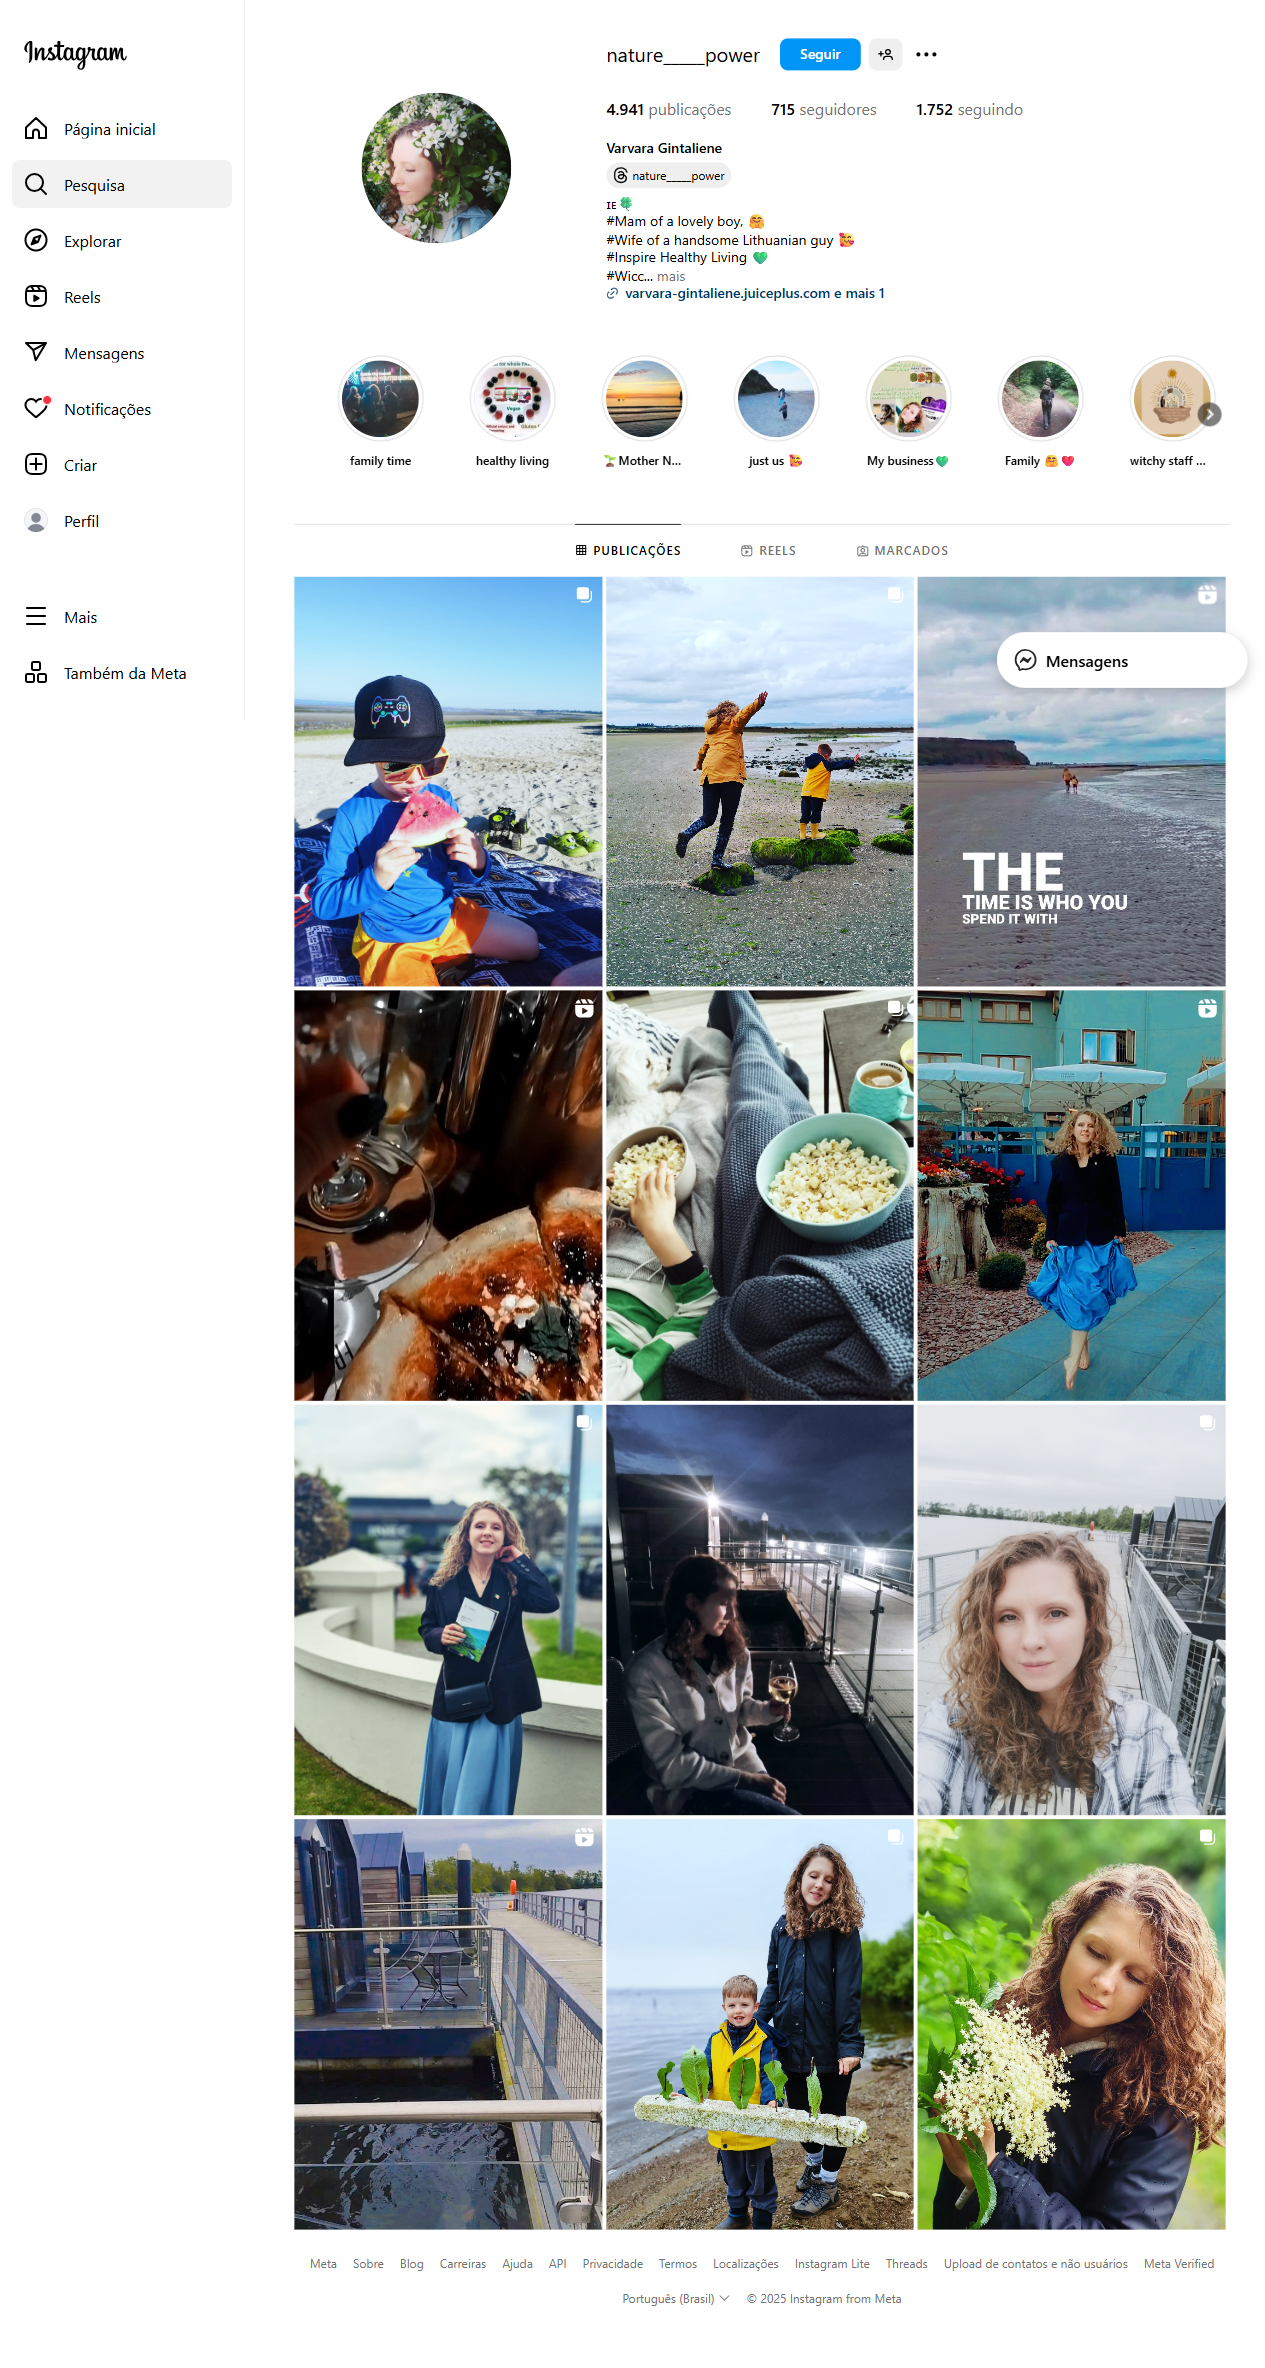 Instagram
Página inicial
Pesquisa
Explorar
Reels
Mensagens
Notificações
Criar
Perfil
Mais
Também da Meta
nature_____power
Seguir
4.941 publicações 715 seguidores 1.752 seguindo
Varvara Gintaliene
nature_____power
ɪᴇ🍀
#Mam of a lovely boy, 🤗
#Wife of a handsome Lithuanian guy 🥰
#Inspire Healthy Living 💚
#Wicc... mais
varvara-gintaliene.juiceplus.com e mais 1
Vegan
family time
healthy living
🌱Mother N...
just us 🥰
My business💚
Family 🤗❤️
witchy staff ...
PUBLICAÇÕES
REELS
MARCADOS
Mensagens
THE
TIME IS WHO YOU
SPEND IT WITH
Meta Sobre Blog Carreiras Ajuda API Privacidade Termos Localizações Instagram Lite Threads Upload de contatos e não usuários Meta Verified
Português (Brasil) © 2025 Instagram from Meta